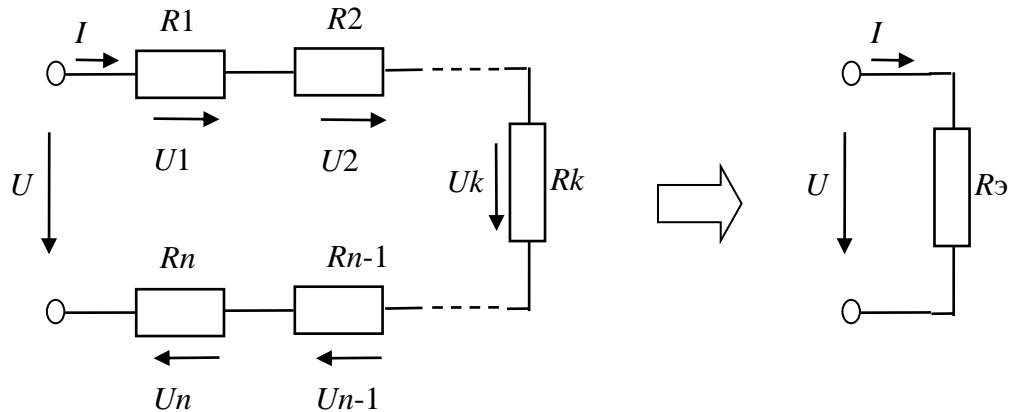 I R1 R2 I
U1 U2
U Uk Rk U Rэ
Rn Rn-1
Un Un-1